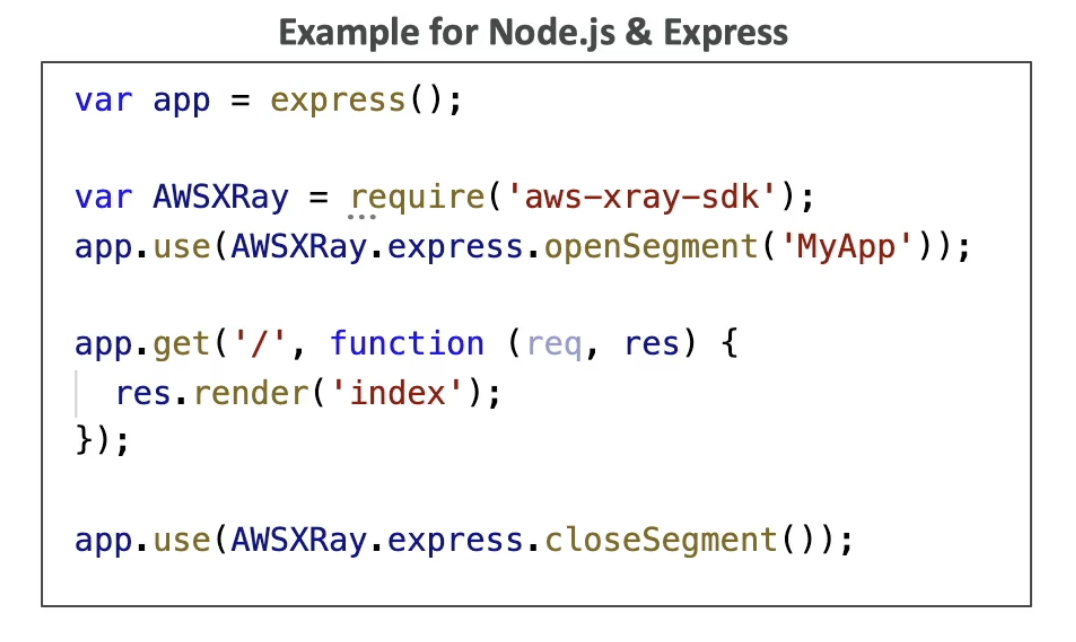 Example for Node.js & Express
var app = express();
var AWSXRay = require('aws-xray-sdk');
app.use(AWSXRay.express.openSegment('MyApp'));
app.get('/', function (req, res) {
  res.render('index');
});
app.use(AWSXRay.express.closeSegment());